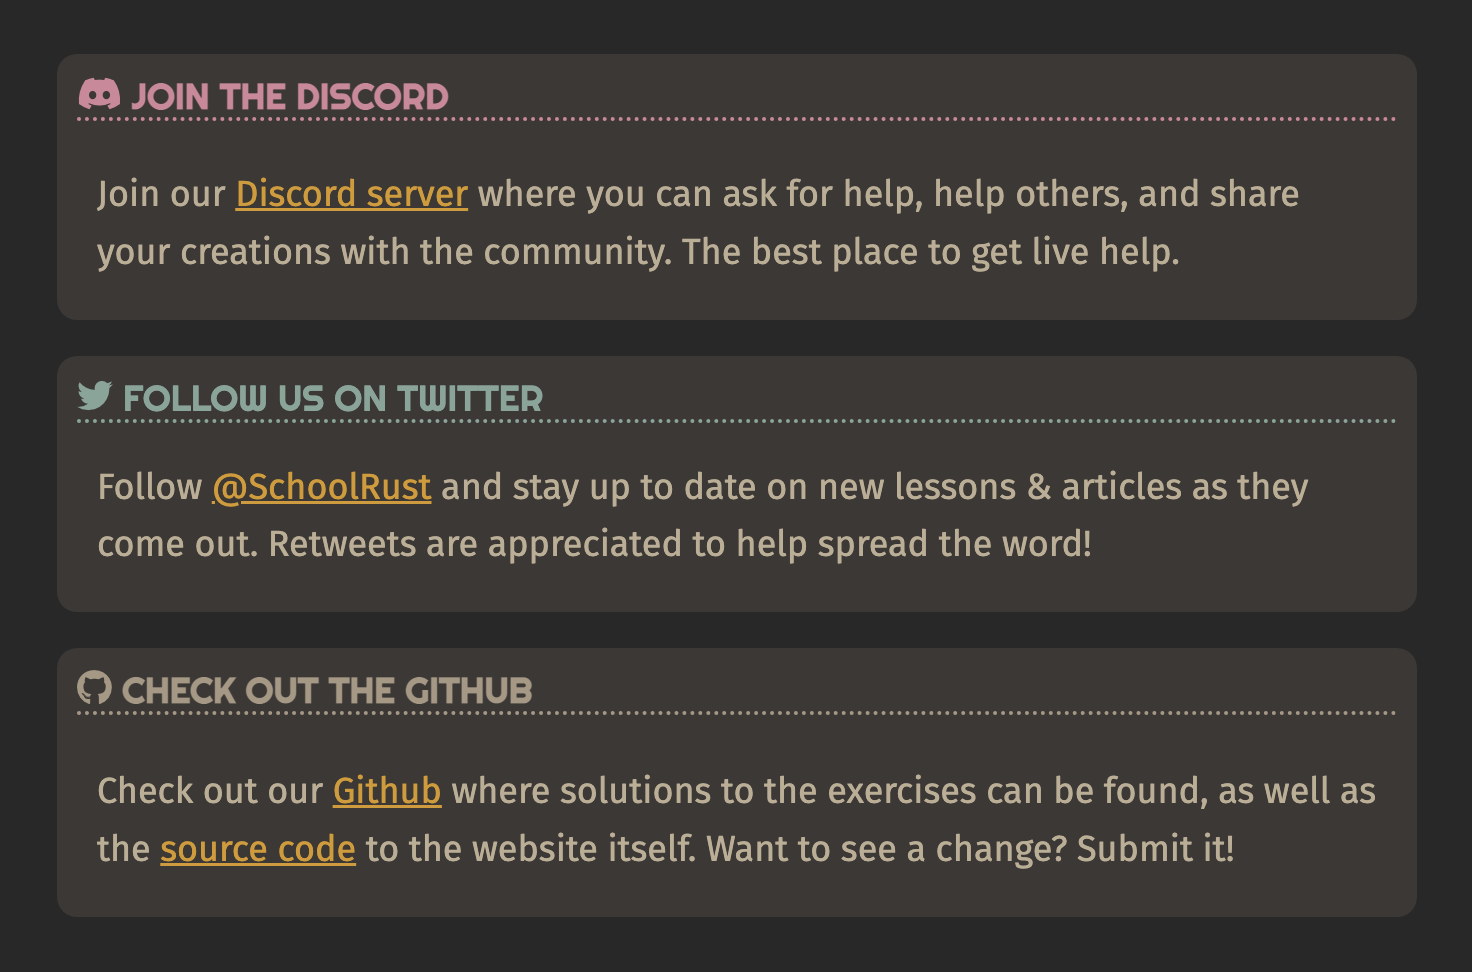 JOIN THE DISCORD
Join our Discord server where you can ask for help, help others, and share
your creations with the community. The best place to get live help.
FOLLOW US ON TWITTER
Follow @SchoolRust and stay up to date on new lessons & articles as they
come out. Retweets are appreciated to help spread the word!
CHECK OUT THE GITHUB
Check out our Github where solutions to the exercises can be found, as well as
the source code to the website itself. Want to see a change? Submit it!